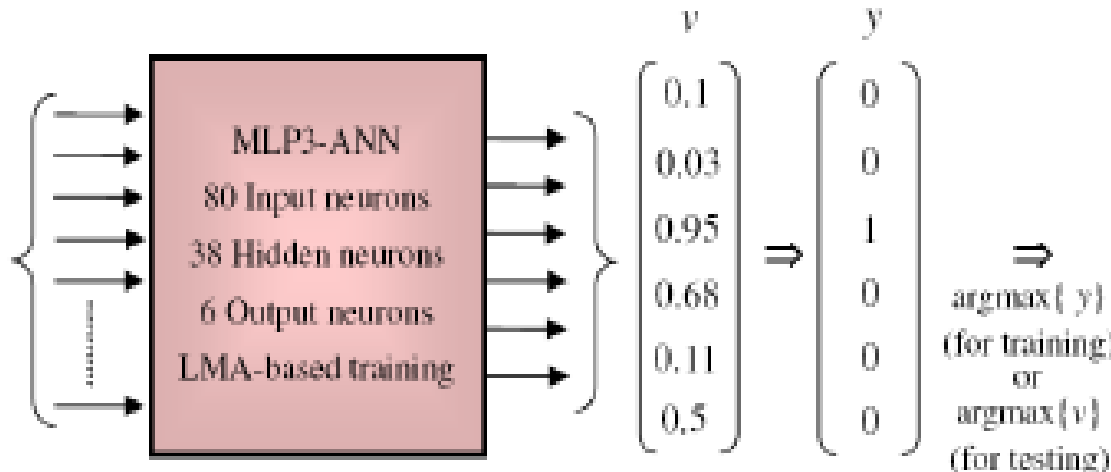 MLP3-ANN
80 Input neurons
38 Hidden neurons
6 Output neurons
LMA-based training
v
0.1
0.03
0.95
0.68
0.11
0.5
⇒
y
0
0
1
0
0
0
⇒
argmax{ y}
(for training)
or
argmax{v}
(for testing)